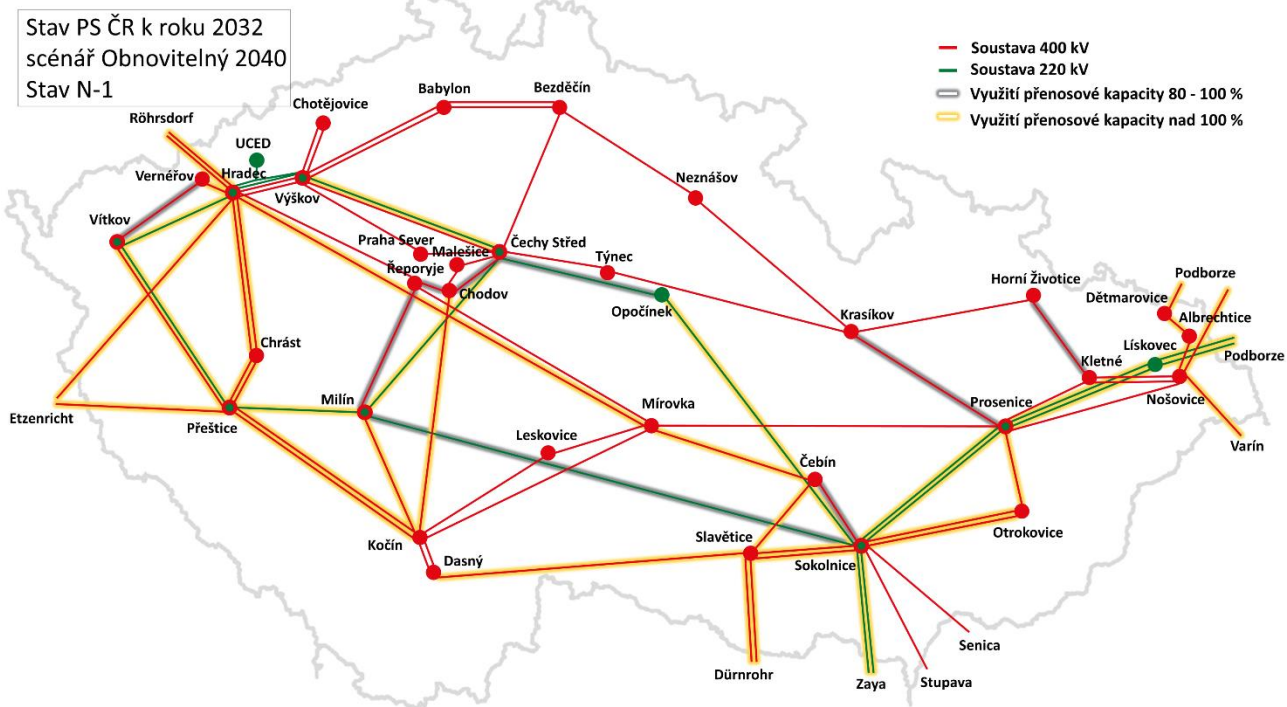 Stav PS ČR k roku 2032
scénář Obnovitelný 2040
Stav N-1
Soustava 400 kV
Soustava 220 kV
Využití přenosové kapacity 80 - 100 %
Využití přenosové kapacity nad 100 %
Babylon
Bezděčín
Chotějovice
Röhrsdorf
UCED
Vernéřov
Hradec
Výškov
Neznášov
Vítkov
Praha Sever
Malešice
Čechy Střed
Týnec
Řeporyje
Chodov
Opočínek
Horní Životice
Podborze
Dětmarovice
Albrechtice
Krasíkov
Lískovec
Podborze
Chrást
Kletné
Nošovice
Etzenricht
Přeštice
Milín
Mírovka
Prosenice
Varín
Leskovice
Čebín
Kočín
Dasný
Slavětice
Sokolnice
Otrokovice
Senica
Dürnrohr
Zaya
Stupava